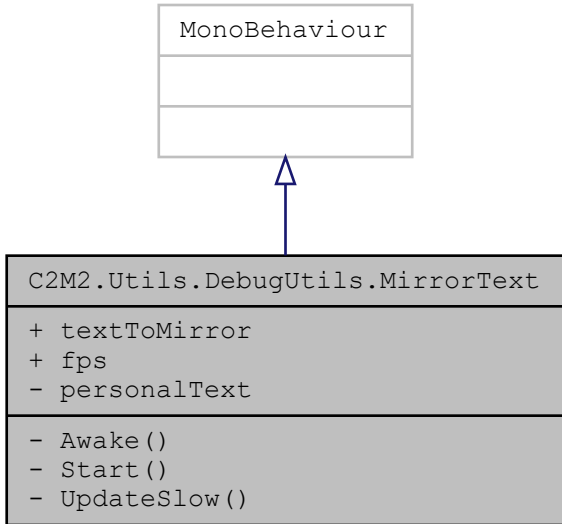 MonoBehaviour
C2M2.Utils.DebugUtils.MirrorText
+ textToMirror
+ fps
- personalText
- Awake()
- Start()
- UpdateSlow()